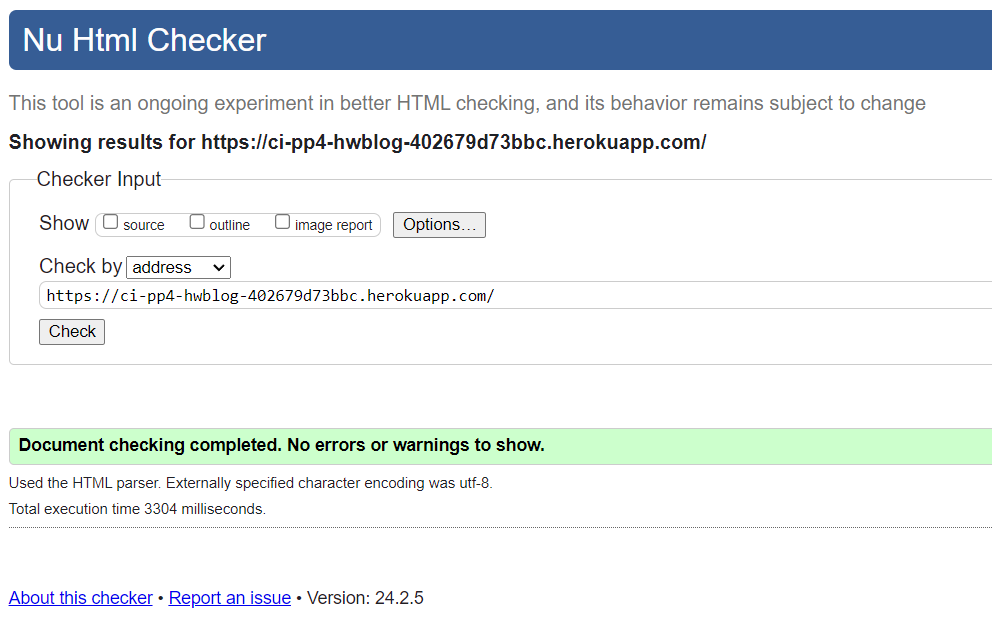 Nu Html Checker
This tool is an ongoing experiment in better HTML checking, and its behavior remains subject to change
Showing results for https://ci-pp4-hwblog-402679d73bbc.herokuapp.com/
Checker Input
Show source outline image report Options...
Check by address
https://ci-pp4-hwblog-402679d73bbc.herokuapp.com/
Check
Document checking completed. No errors or warnings to show.
Used the HTML parser. Externally specified character encoding was utf-8.
Total execution time 3304 milliseconds.
About this checker • Report an issue • Version: 24.2.5